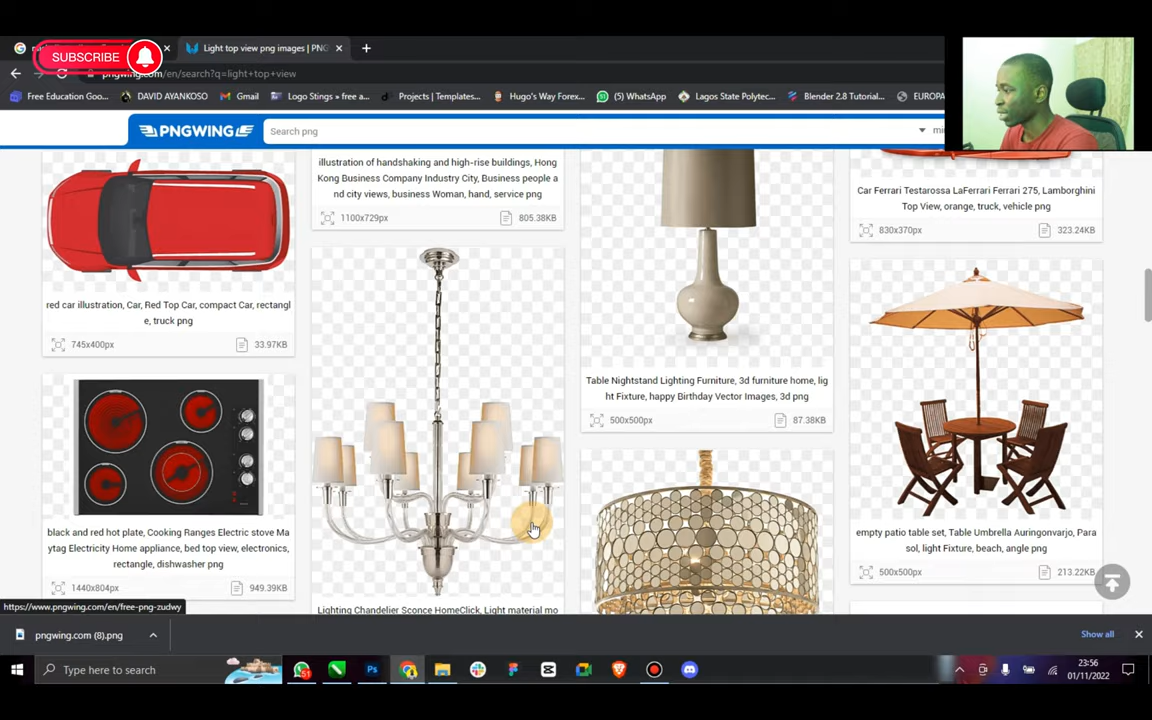 SUBSCRIBE
Light top view png images | PNG
pngwing.com/en/search?q=light+top+view
Free Education Goo...
DAVID AYANKOSO
Gmail
Logo Stings » free a...
Projects | Templates...
Hugo's Way Forex...
(5) WhatsApp
Lagos State Polytec...
Blender 2.8 Tutorial...
EUROPA
PNGWING
Search png
illustration of handshaking and high-rise buildings, Hong
Kong Business Company Industry City, Business people a
nd city views, business Woman, hand, service png
1100x729px
805.38KB
Car Ferrari Testarossa LaFerrari Ferrari 275, Lamborghini
Top View, orange, truck, vehicle png
830x370px
323.24KB
red car illustration, Car, Red Top Car, compact Car, rectangl
e, truck png
745x400px
33.97KB
Table Nightstand Lighting Furniture, 3d furniture home, lig
ht Fixture, happy Birthday Vector Images, 3d png
500x500px
87.38KB
black and red hot plate, Cooking Ranges Electric stove Ma
ytag Electricity Home appliance, bed top view, electronics,
rectangle, dishwasher png
1440x804px
949.39KB
empty patio table set, Table Umbrella Auringonvarjo, Para
sol, light Fixture, beach, angle png
500x500px
213.22KB
Lighting Chandelier Sconce HomeClick, Light material mo
https://www.pngwing.com/en/free-png-zudwy
pngwing.com (8).png
Show all
Type here to search
23:56
01/11/2022